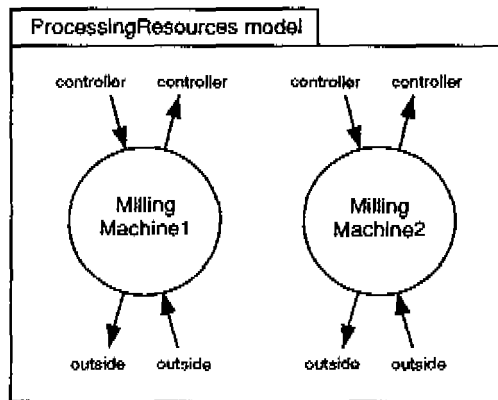 ProcessingResources model
controller controller controller controller
Milling
Machine1
Milling
Machine2
outside outside outside outside